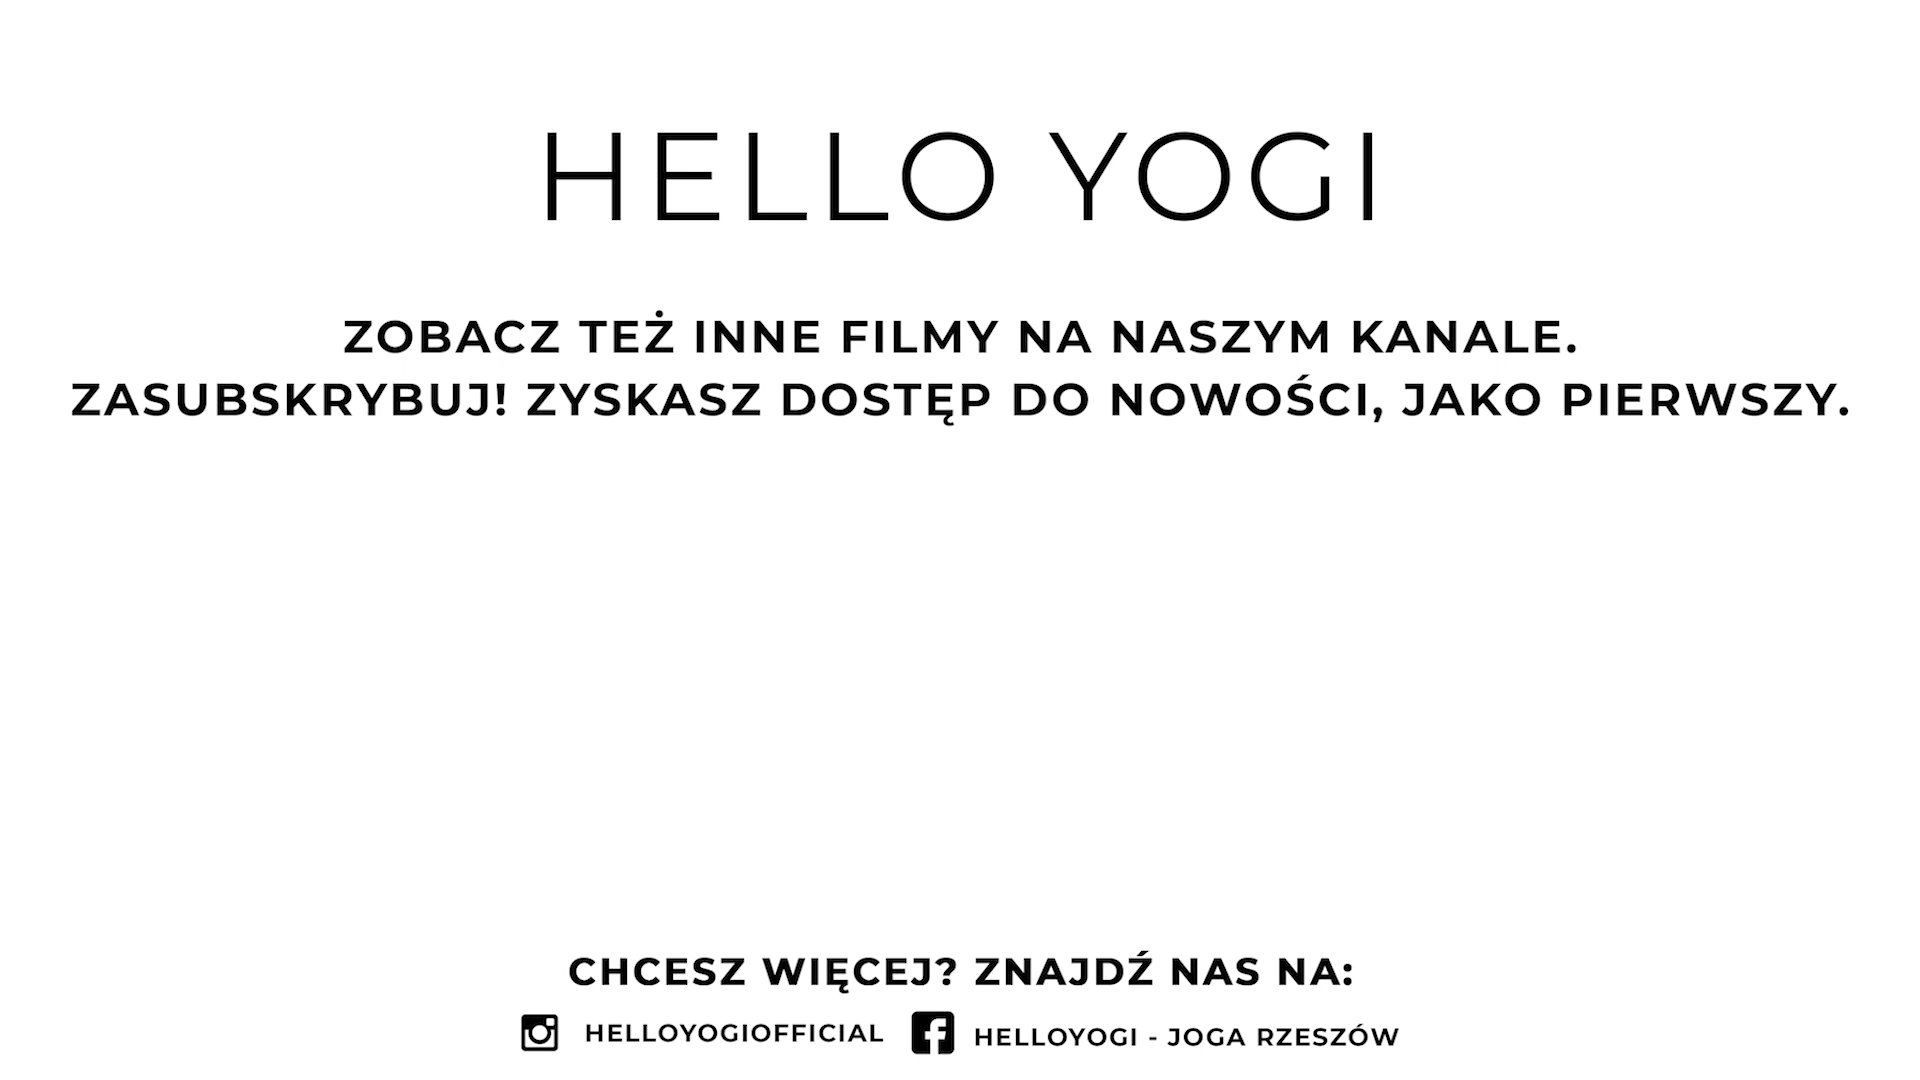 HELLO YOGI
ZOBACZ TEŻ INNE FILMY NA NASZYM KANALE.
ZASUBSKRYBUJ! ZYSKASZ DOSTĘP DO NOWOŚCI, JAKO PIERWSZY.
CHCESZ WIĘCEJ? ZNAJDŹ NAS NA:
HELLOYOGIOFFICIAL HELLOYOGI - JOGA RZESZÓW